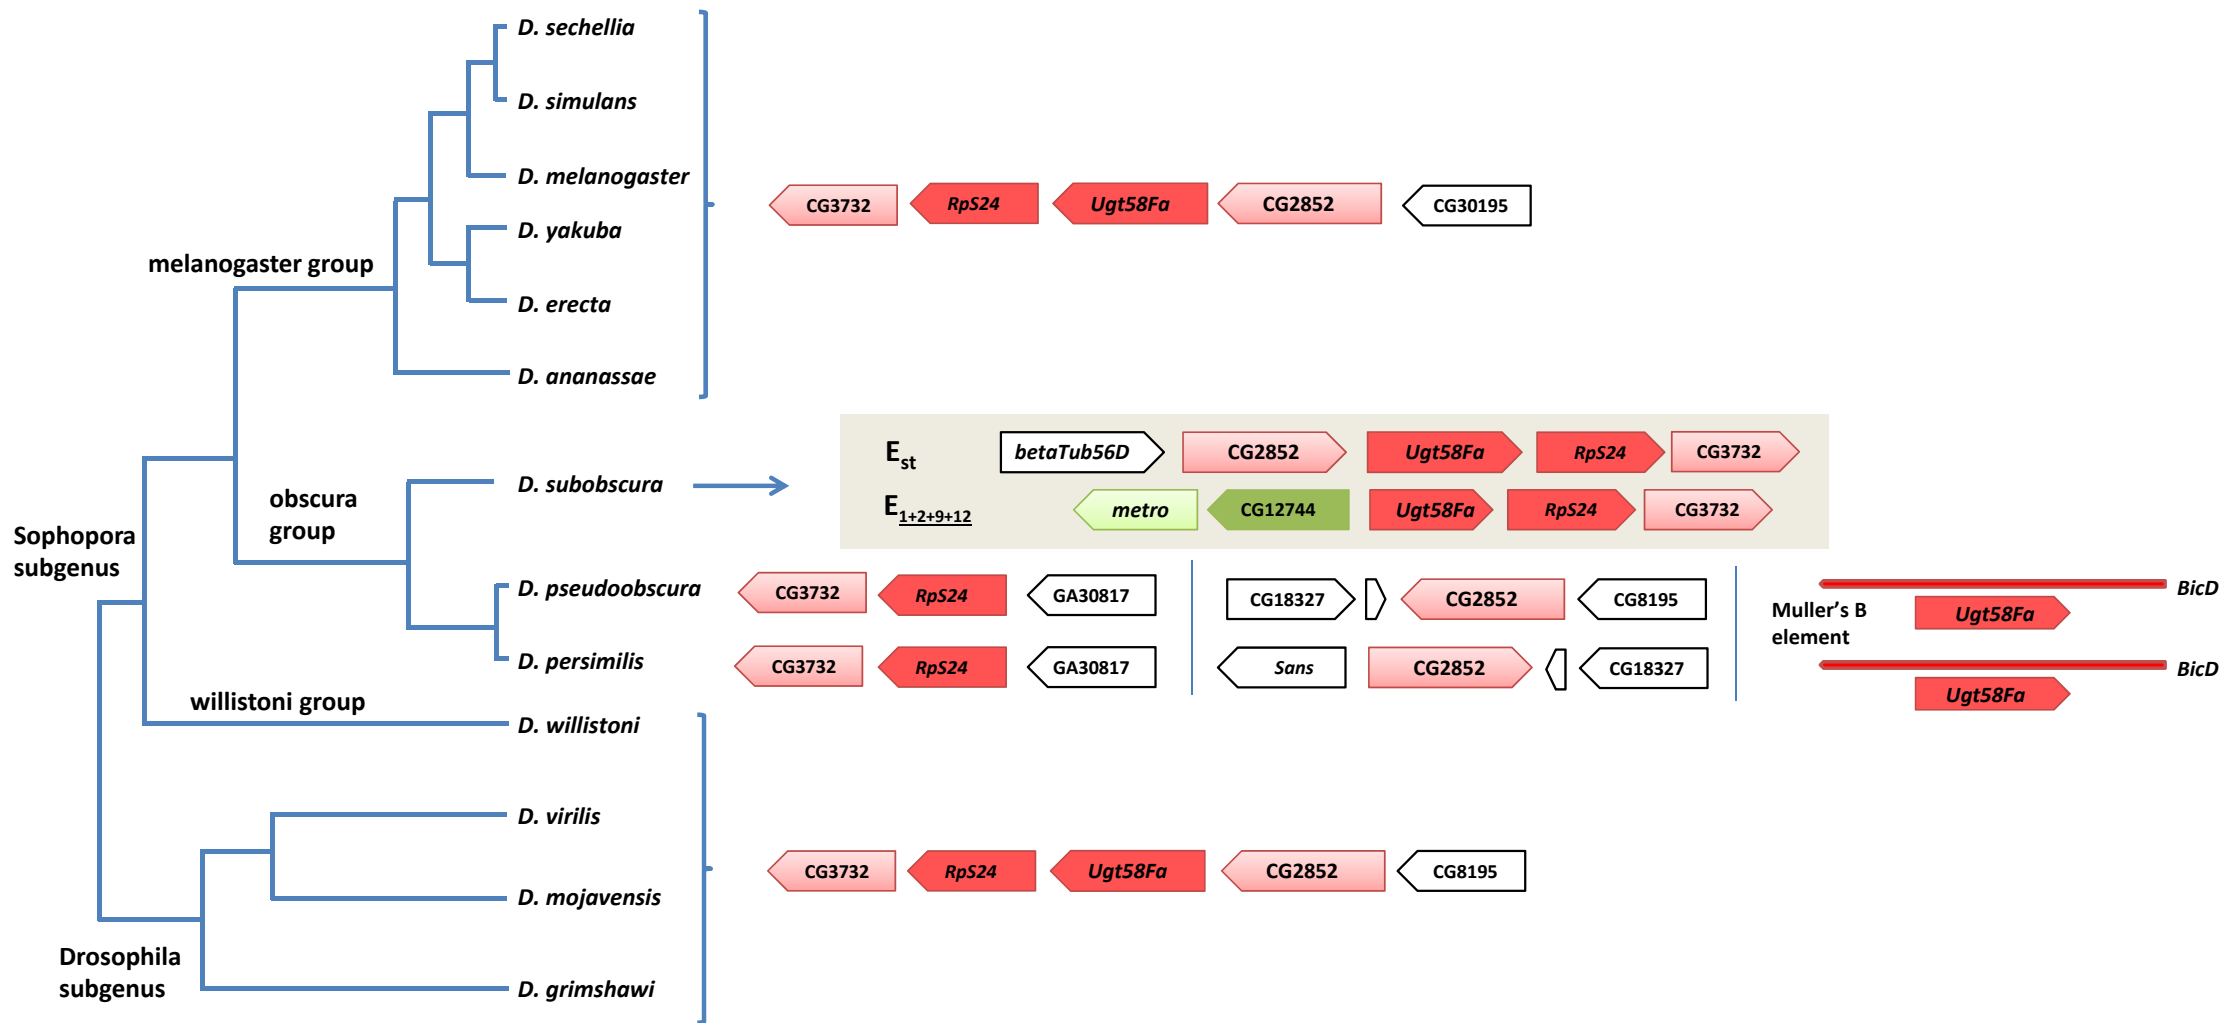 D. sechellia
D. simulans
D. melanogaster
D. yakuba
D. erecta
D. ananassae
melanogaster group
CG3732 RpS24 Ugt58Fa CG2852 CG30195
D. subobscura
obscura
group
Sophopora
subgenus
Est betaTub56D CG2852 Ugt58Fa RpS24 CG3732
E1+2+9+12 metro CG12744 Ugt58Fa RpS24 CG3732
D. pseudoobscura
CG3732 RpS24 GA30817 CG18327 CG2852 CG8195
D. persimilis
CG3732 RpS24 GA30817 Sans CG2852 CG18327
Muller's B
element
BicD
Ugt58Fa
BicD
Ugt58Fa
willistoni group
D. willistoni
D. virilis
D. mojavensis
D. grimshawi
CG3732 RpS24 Ugt58Fa CG2852 CG8195
Drosophila
subgenus